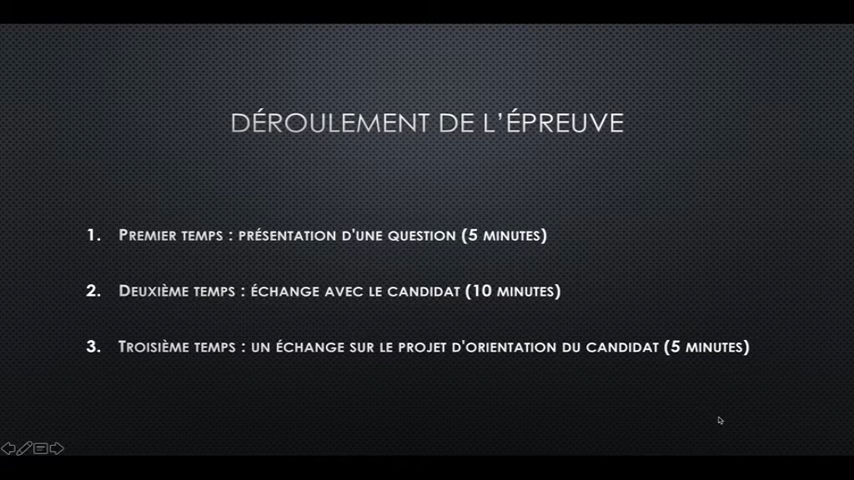 DÉROULEMENT DE L'ÉPREUVE
1. PREMIER TEMPS : PRÉSENTATION D'UNE QUESTION (5 MINUTES)
2. DEUXIÈME TEMPS : ÉCHANGE AVEC LE CANDIDAT (10 MINUTES)
3. TROISIÈME TEMPS : UN ÉCHANGE SUR LE PROJET D'ORIENTATION DU CANDIDAT (5 MINUTES)